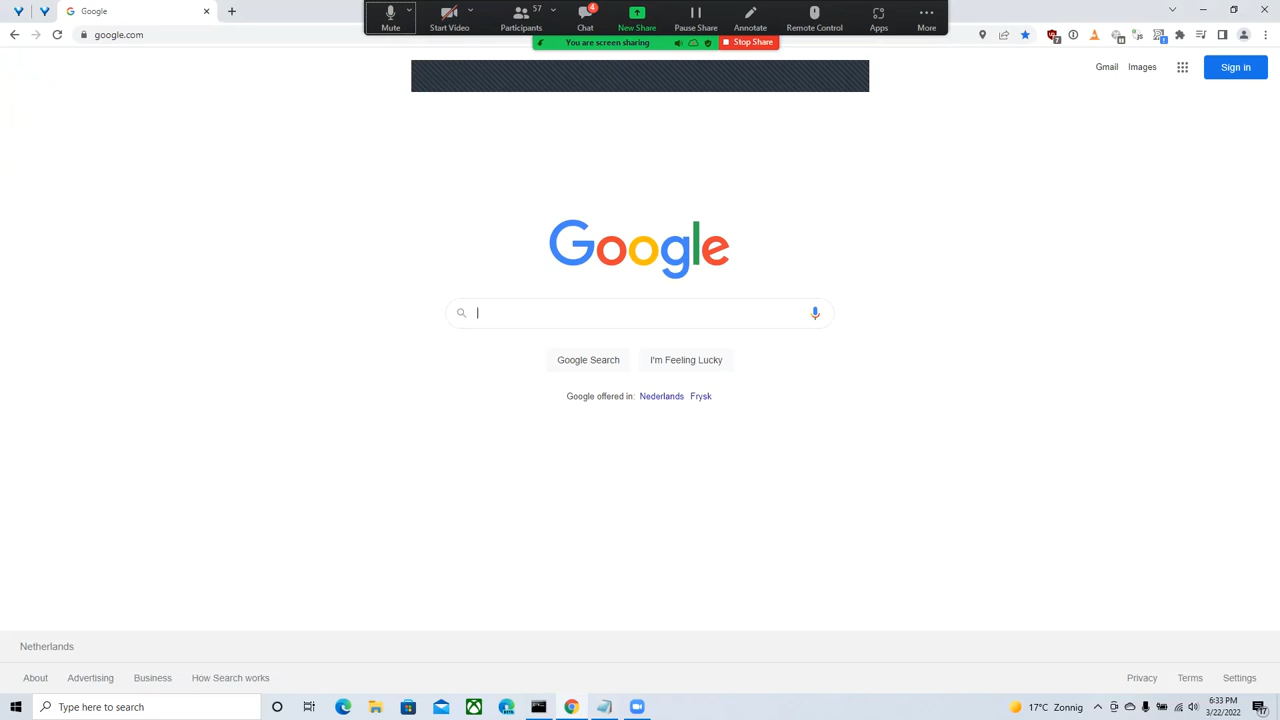 Google
57
4
Mute
Start Video
Participants
Chat
New Share
Pause Share
Annotate
Remote Control
Apps
More
google.com
You are screen sharing
Stop Share
Gmail
Images
Sign in
Google
Google Search
I'm Feeling Lucky
Google offered in: Nederlands Frysk
Netherlands
About
Advertising
Business
How Search works
Privacy
Terms
Settings
Type here to search
17°C Zonnig
6:33 PM
3/22/2022